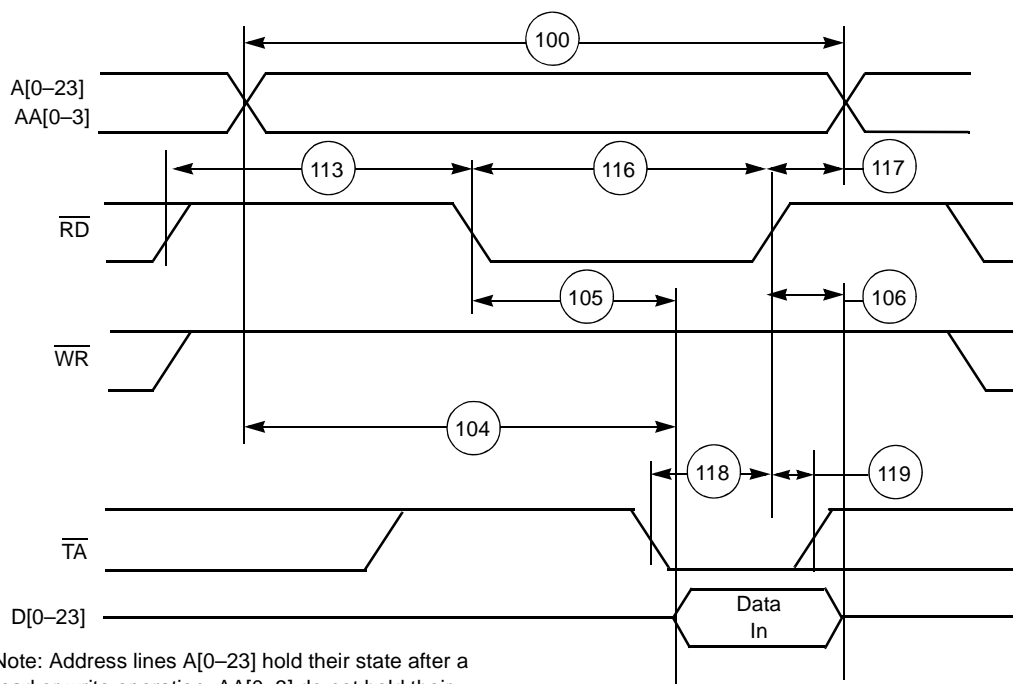 100
A[0–23]
AA[0–3]
113
116
117
RD
105
106
WR
104
118
119
TA
D[0–23]
Data
In
Note: Address lines A[0–23] hold their state after a